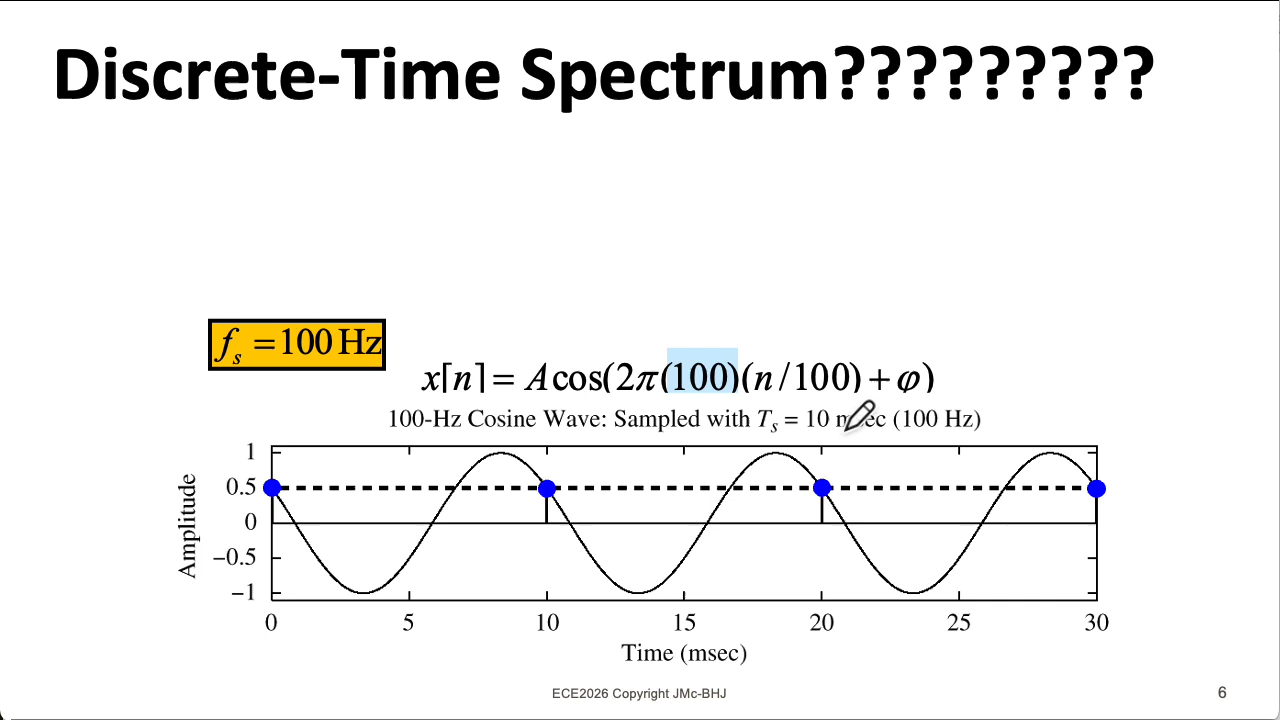 Discrete-Time Spectrum?????????
fs = 100 Hz
x[n] = A cos(2π(100)(n/100) + φ)
100-Hz Cosine Wave: Sampled with Ts = 10 msec (100 Hz)
Amplitude
1
0.5
0
−0.5
−1
0 5 10 15 20 25 30
Time (msec)
ECE2026 Copyright JMc-BHJ
6